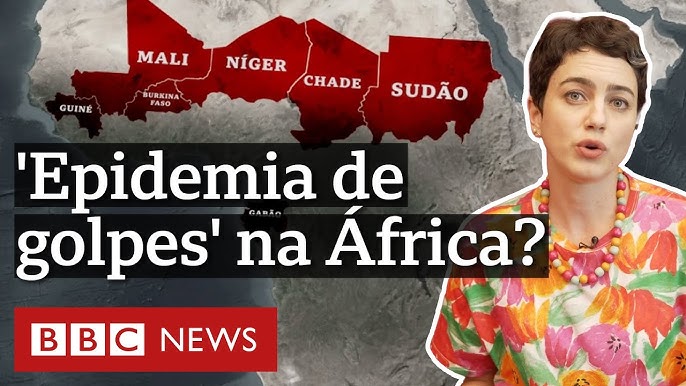 MALI
NÍGER
CHADE
SUDÃO
GUINÉ
BURKINA
FASO
GABÃO
'Epidemia de
golpes' na África?
BBC NEWS